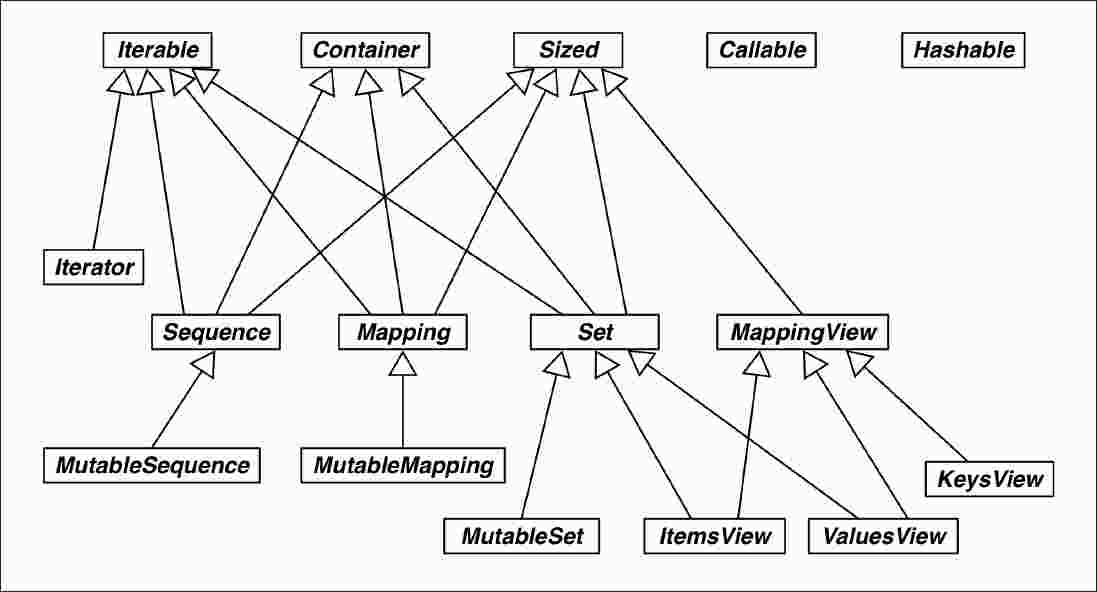 Iterable
Container
Sized
Callable
Hashable
Iterator
Sequence
Mapping
Set
MappingView
MutableSequence
MutableMapping
KeysView
MutableSet
ItemsView
ValuesView